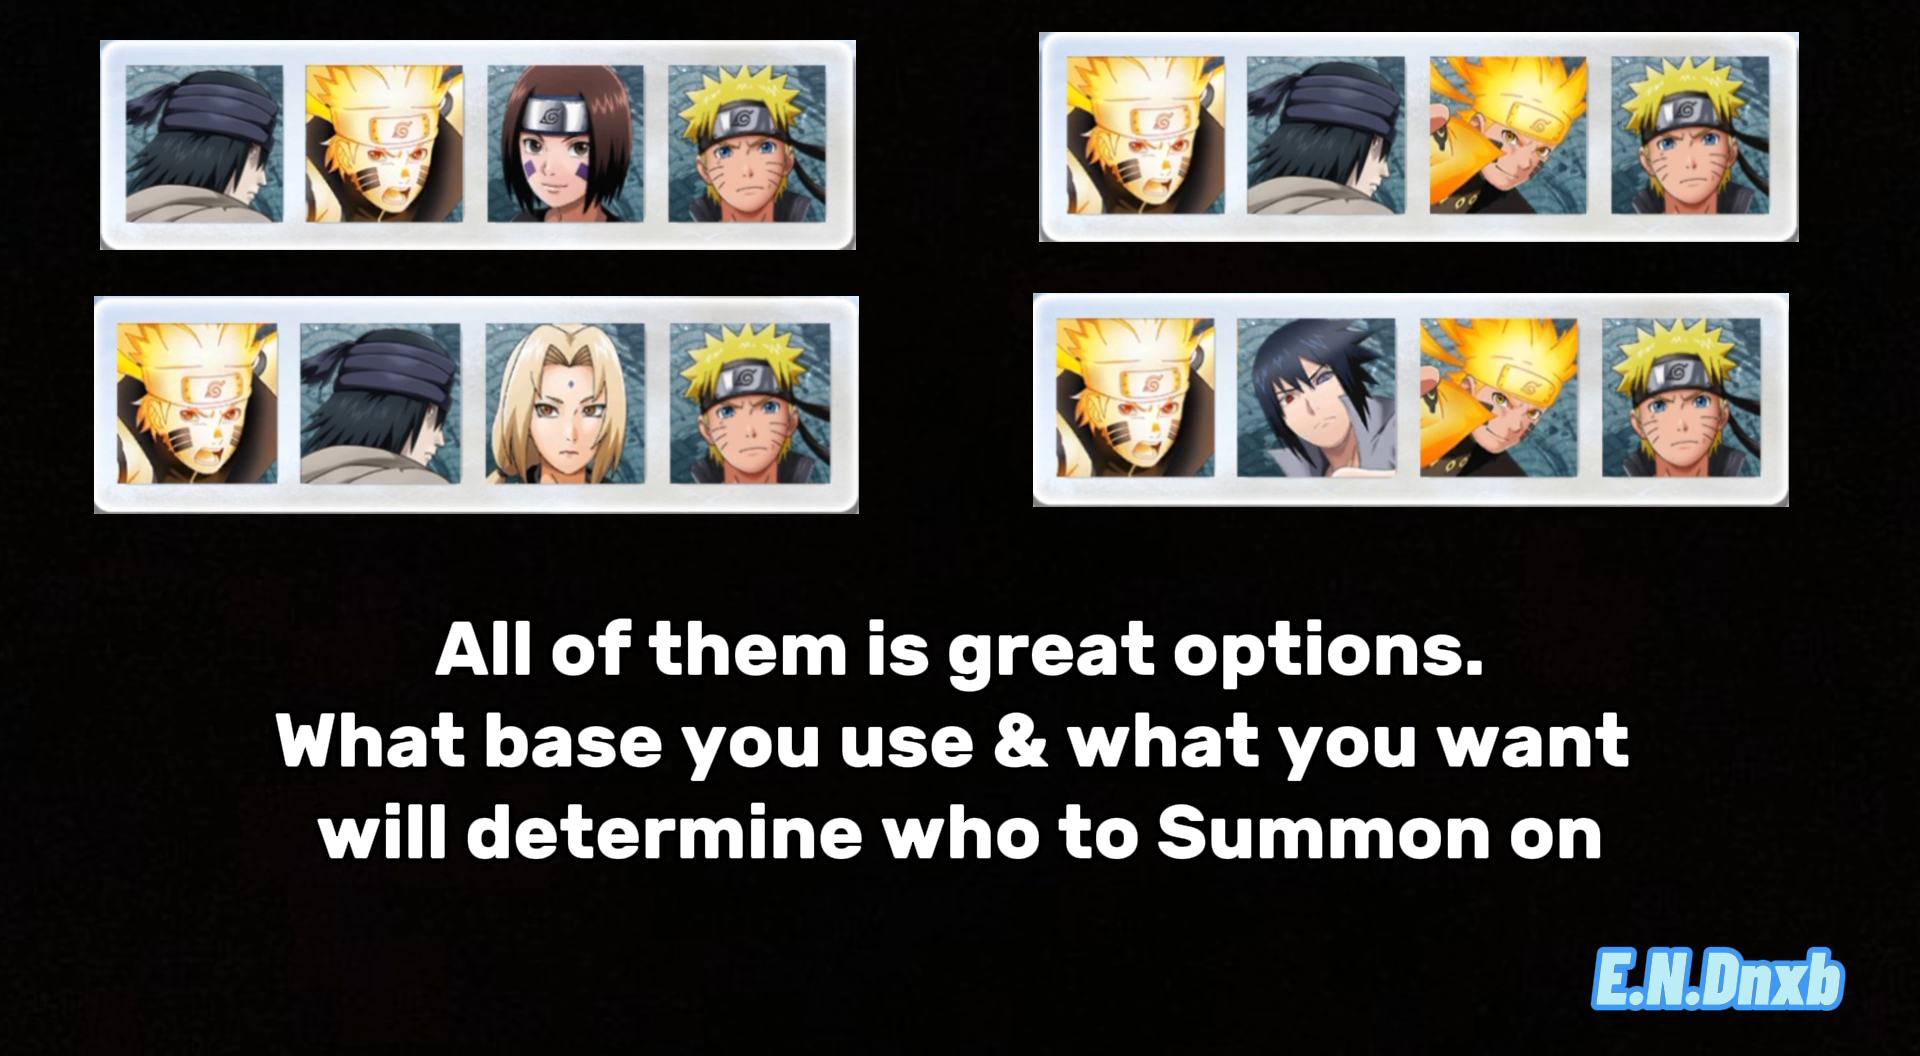 All of them is great options.
What base you use & what you want
will determine who to Summon on
E.N.Dnxb